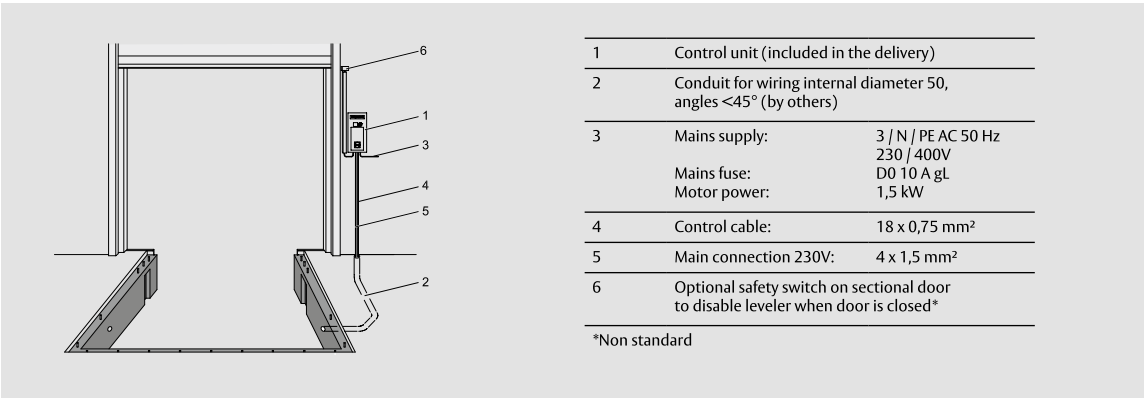 6
1
3
4
5
2
1 Control unit (included in the delivery)
2 Conduit for wiring internal diameter 50,
angles <45° (by others)
3 Mains supply: 3 / N / PE AC 50 Hz
230 / 400V
Mains fuse: D0 10 A gL
Motor power: 1,5 kW
4 Control cable: 18 x 0,75 mm²
5 Main connection 230V: 4 x 1,5 mm²
6 Optional safety switch on sectional door
to disable leveler when door is closed*
*Non standard